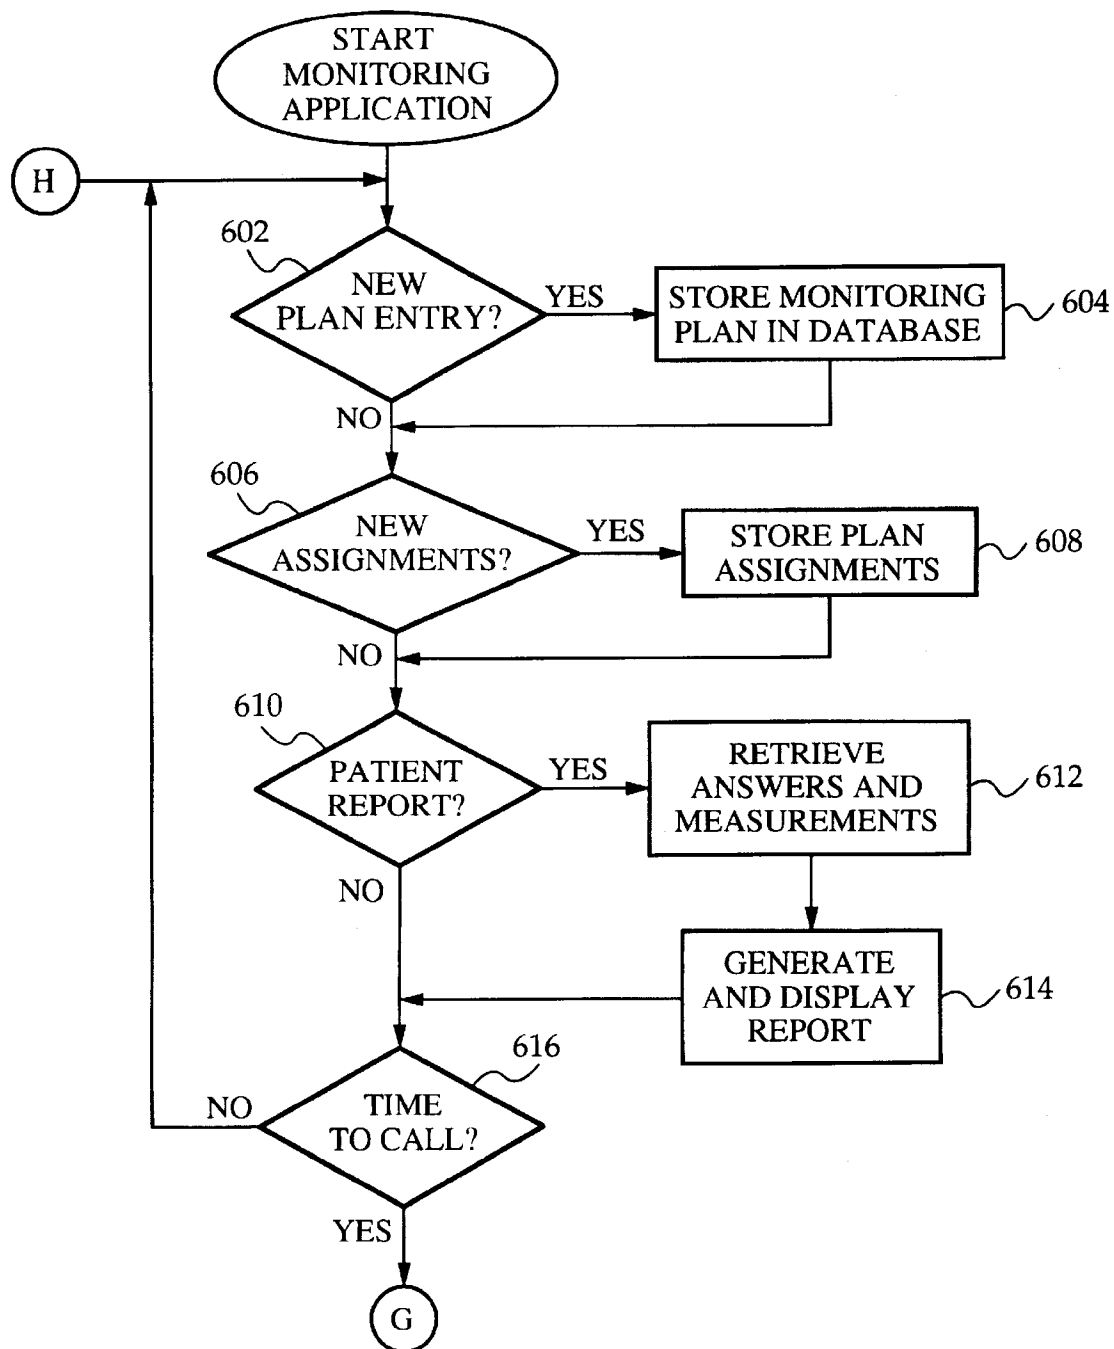 START
MONITORING
APPLICATION
H
602
NEW
PLAN ENTRY?
YES
STORE MONITORING
PLAN IN DATABASE
604
NO
606
NEW
ASSIGNMENTS?
YES
STORE PLAN
ASSIGNMENTS
608
NO
610
PATIENT
REPORT?
YES
RETRIEVE
ANSWERS AND
MEASUREMENTS
612
NO
GENERATE
AND DISPLAY
REPORT
614
616
TIME
TO CALL?
NO
YES
G